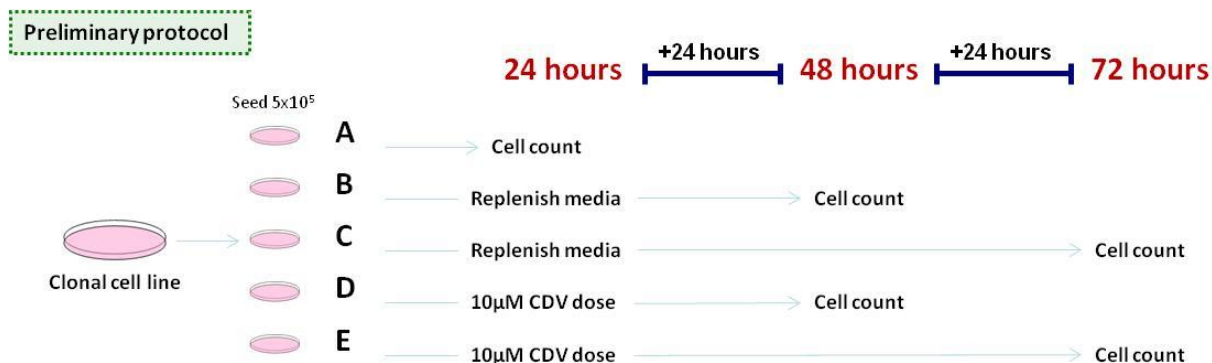 Preliminary protocol
+24 hours
+24 hours
24 hours
48 hours
72 hours
Seed 5x10⁵
A
Cell count
B
Replenish media
Cell count
C
Replenish media
Cell count
Clonal cell line
D
10µM CDV dose
Cell count
E
10µM CDV dose
Cell count